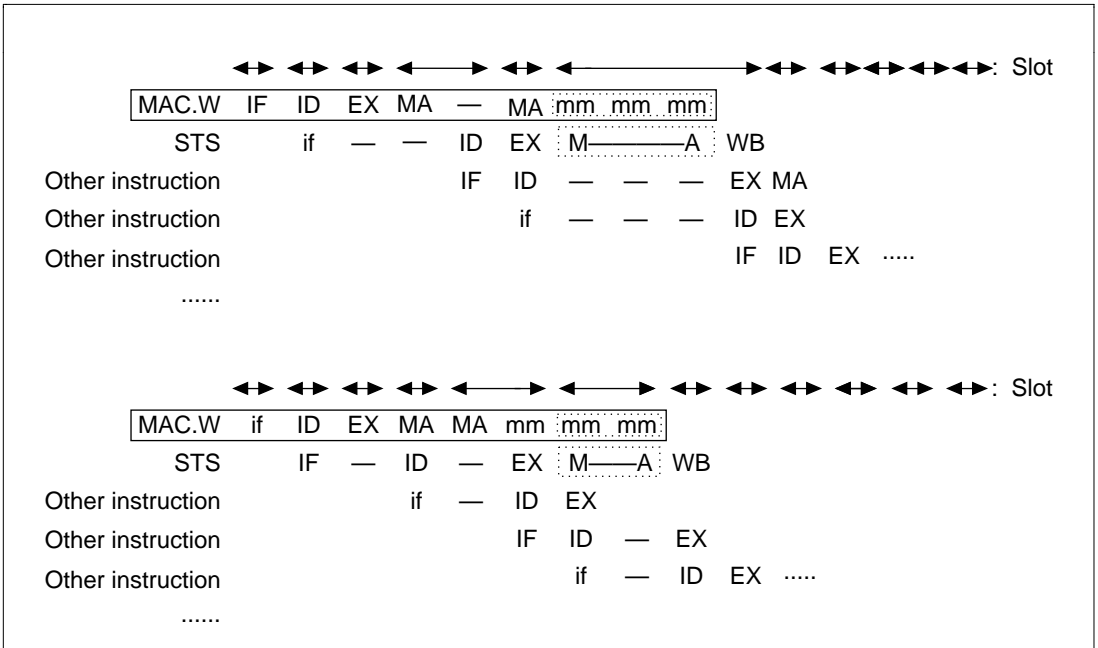 : Slot
MAC.W IF ID EX MA — MA mm mm mm
STS if — — ID EX M————A WB
Other instruction IF ID — — — EX MA
Other instruction if — — — ID EX
Other instruction IF ID EX .....
......
: Slot
MAC.W if ID EX MA MA mm mm mm
STS IF — ID — EX M——A WB
Other instruction if — ID EX
Other instruction IF ID — EX
Other instruction if — ID EX .....
......